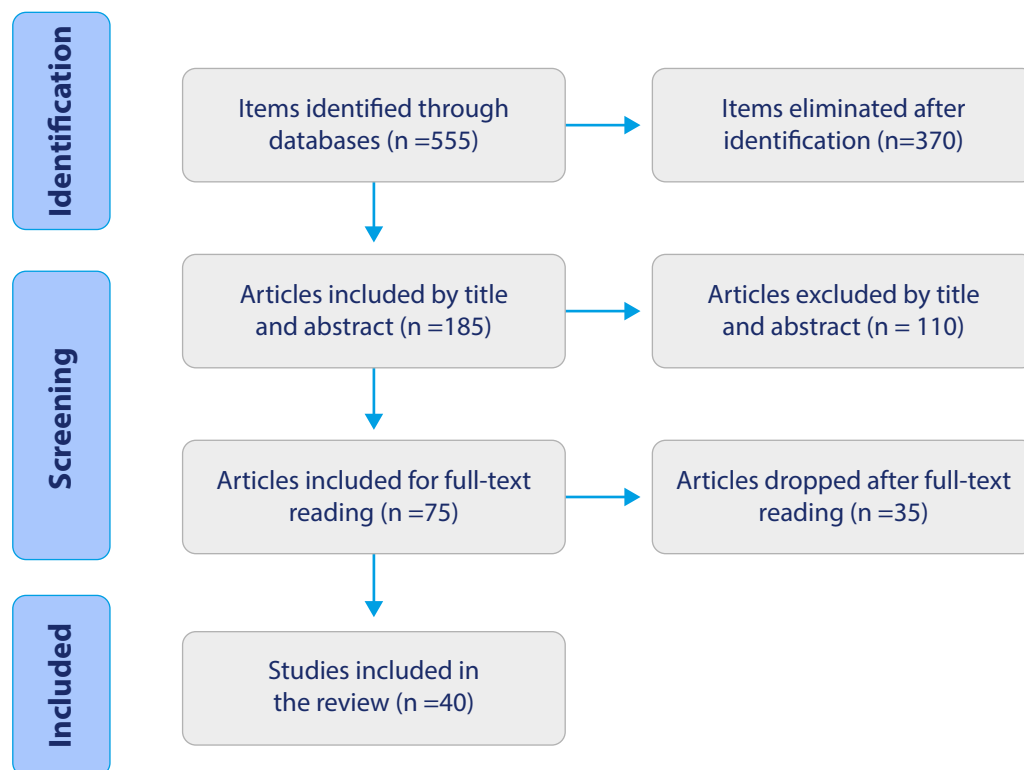 Identification
Items identified through
databases (n =555)
Items eliminated after
identification (n=370)
Screening
Articles included by title
and abstract (n =185)
Articles excluded by title
and abstract (n = 110)
Articles included for full-text
reading (n =75)
Articles dropped after full-text
reading (n =35)
Included
Studies included in
the review (n =40)